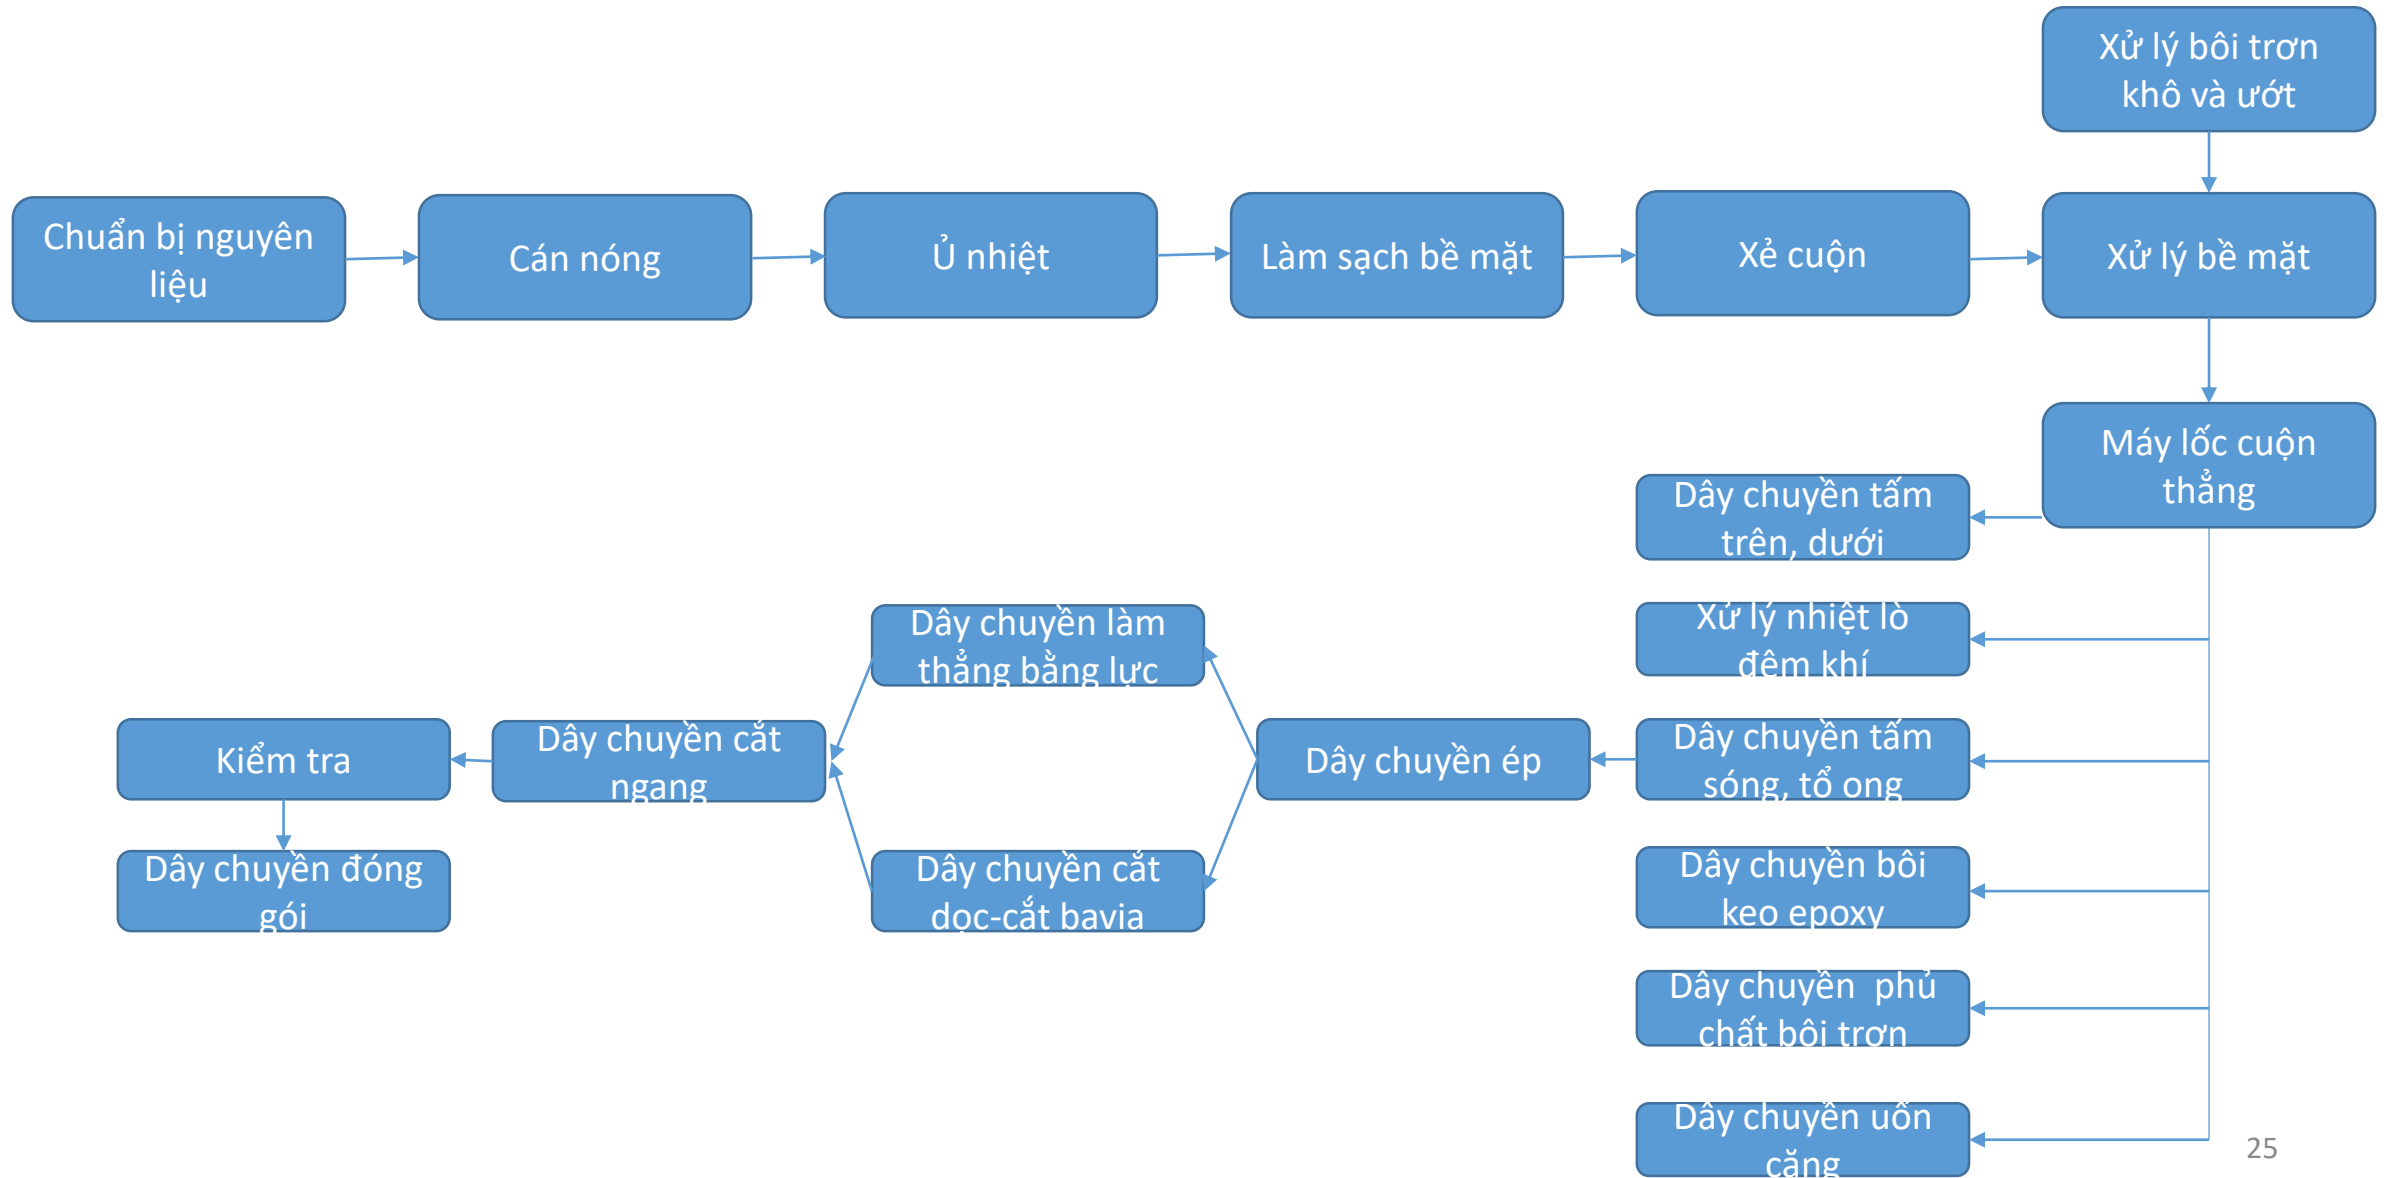 Xử lý bôi trơn
khô và ướt
Chuẩn bị nguyên
liệu
Cán nóng
Ủ nhiệt
Làm sạch bề mặt
Xẻ cuộn
Xử lý bề mặt
Máy lốc cuộn
thẳng
Dây chuyền tấm
trên, dưới
Xử lý nhiệt lò
đệm khí
Dây chuyền tấm
sóng, tổ ong
Dây chuyền bôi
keo epoxy
Dây chuyền phủ
chất bôi trơn
Dây chuyền uốn
căng
Dây chuyền ép
Dây chuyền làm
thẳng bằng lực
Dây chuyền cắt
dọc-cắt bavia
Dây chuyền cắt
ngang
Kiểm tra
Dây chuyền đóng
gói
25